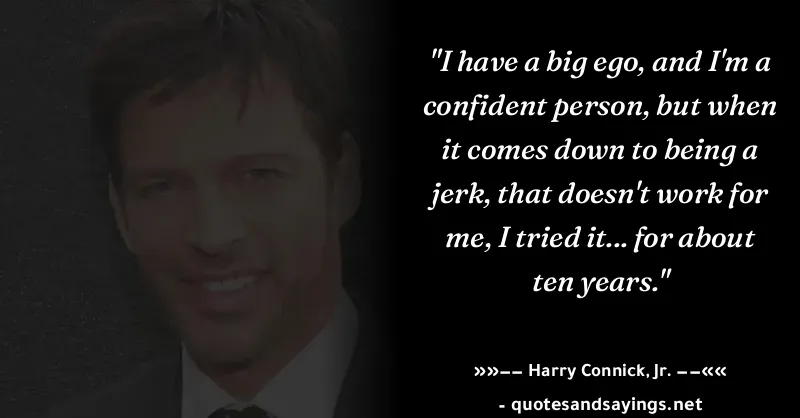 "I have a big ego, and I'm a
confident person, but when
it comes down to being a
jerk, that doesn't work for
me, I tried it... for about
ten years."
»»−− Harry Connick, Jr. −−««
- quotesandsayings.net